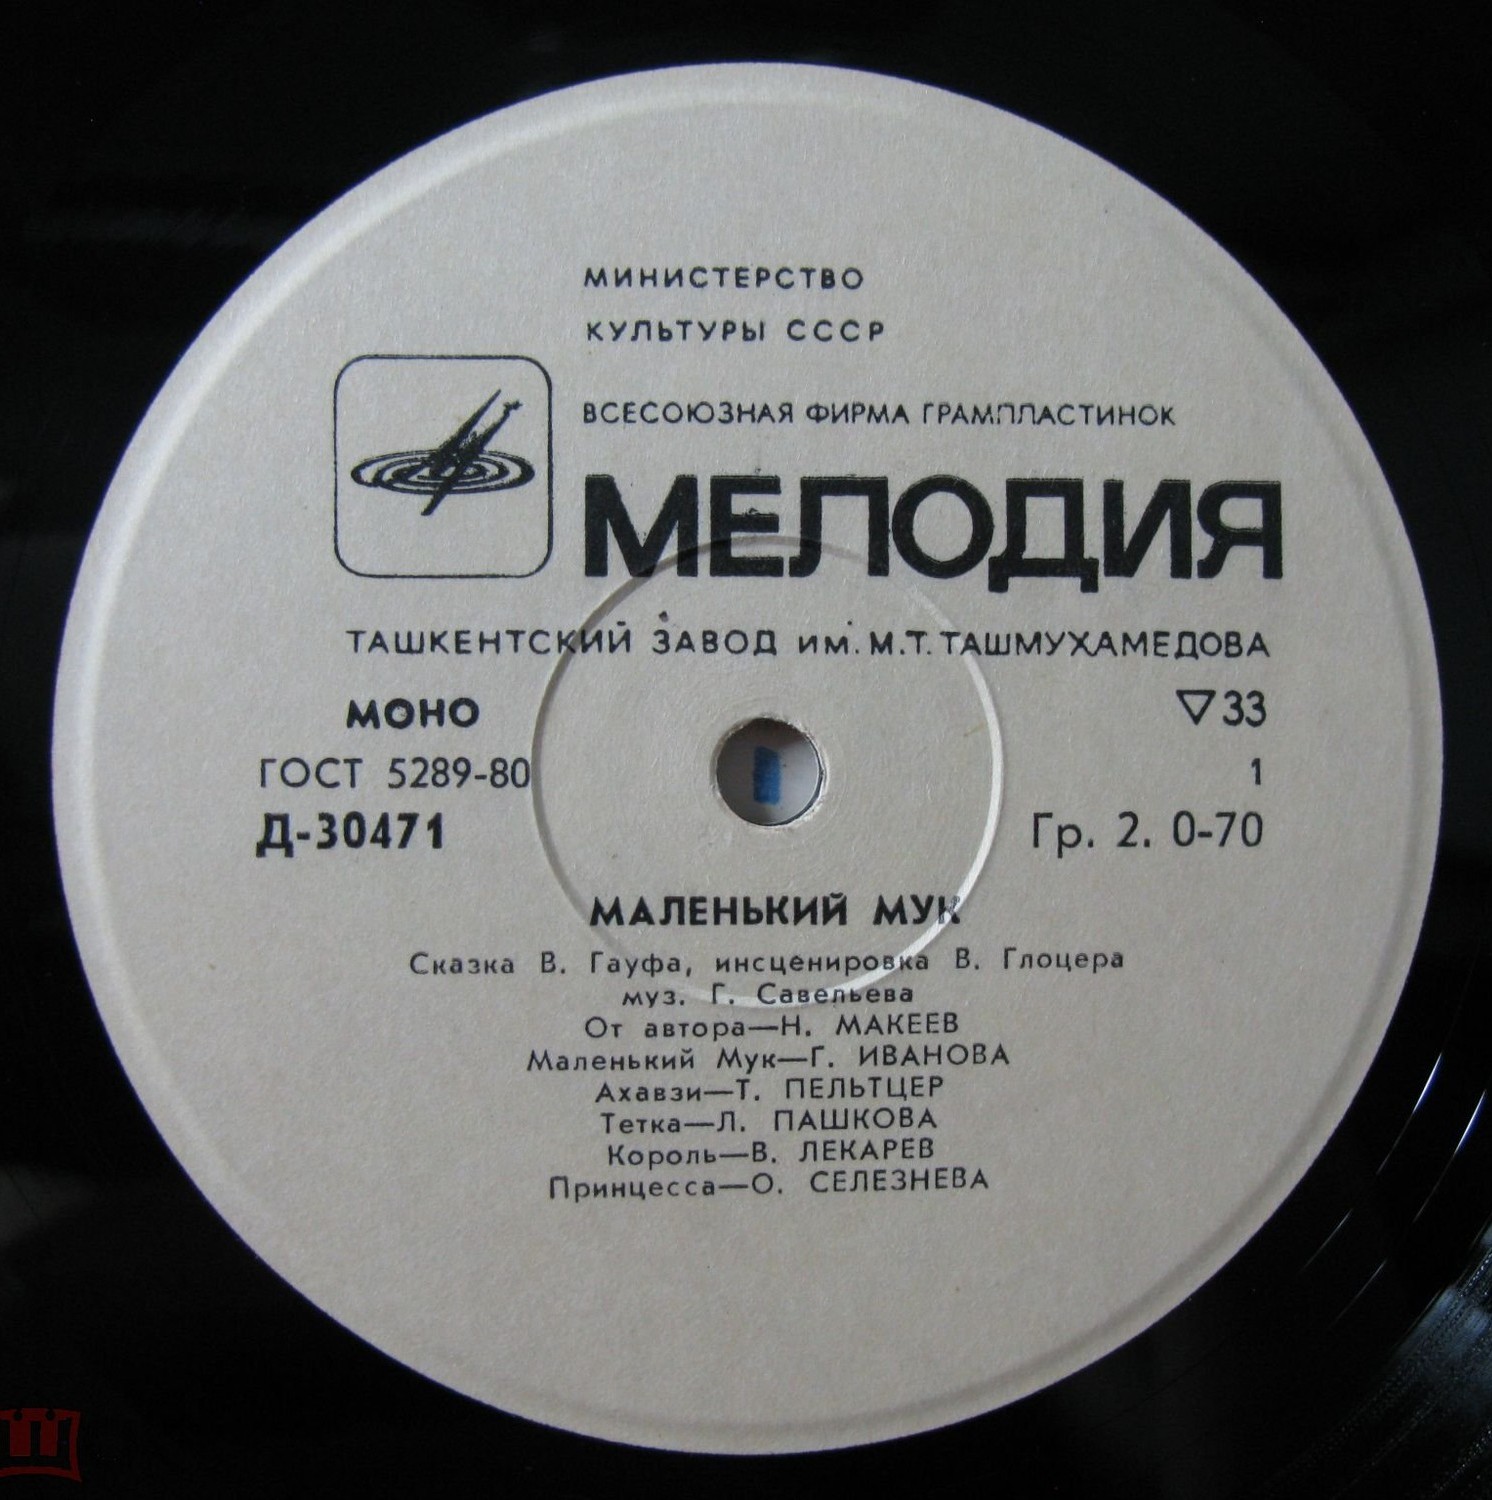 МИНИСТЕРСТВО
КУЛЬТУРЫ СССР
ВСЕСОЮЗНАЯ ФИРМА ГРАМПЛАСТИНОК
МЕЛОДИЯ
ТАШКЕНТСКИЙ ЗАВОД им. М.Т. ТАШМУХАМЕДОВА
МОНО ▽33
ГОСТ 5289-80 1
Д-30471 Гр. 2. 0-70
МАЛЕНЬКИЙ МУК
Сказка В. Гауфа, инсценировка В. Глоцера
муз. Г. Савельева
От автора—Н. МАКЕЕВ
Маленький Мук—Г. ИВАНОВА
Ахавзи—Т. ПЕЛЬТЦЕР
Тетка—Л. ПАШКОВА
Король—В. ЛЕКАРЕВ
Принцесса—О. СЕЛЕЗНЕВА